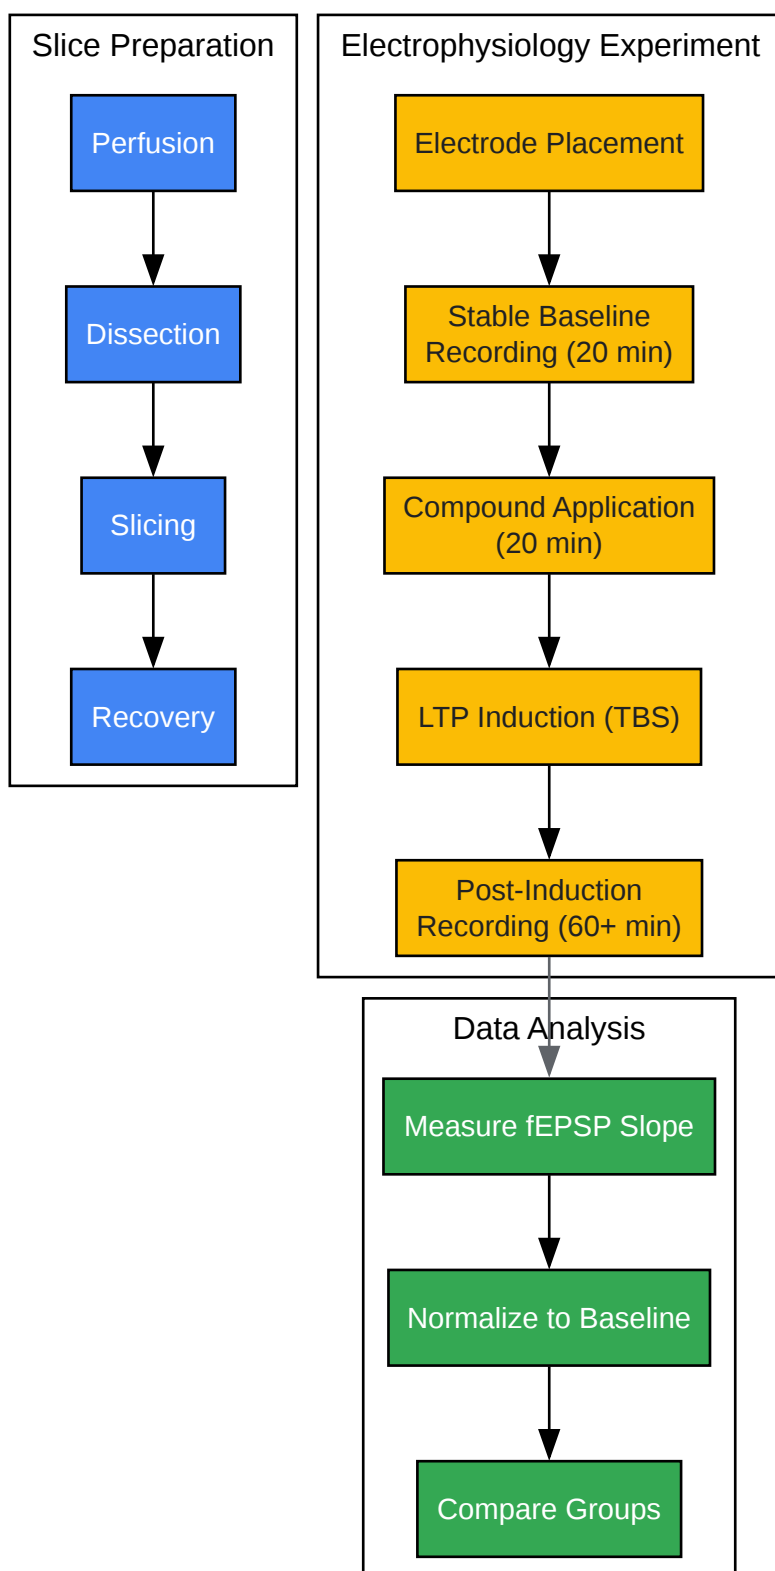 Slice Preparation
Perfusion
Dissection
Slicing
Recovery
Electrophysiology Experiment
Electrode Placement
Stable Baseline
Recording (20 min)
Compound Application
(20 min)
LTP Induction (TBS)
Post-Induction
Recording (60+ min)
Data Analysis
Measure fEPSP Slope
Normalize to Baseline
Compare Groups